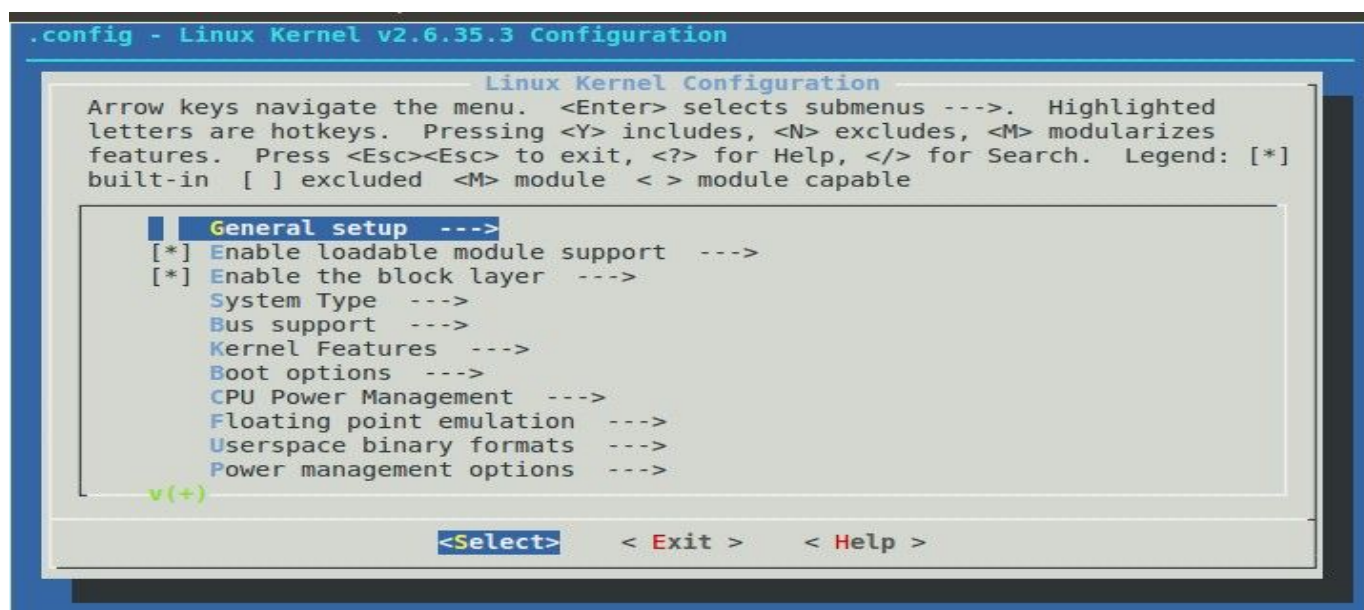 .config - Linux Kernel v2.6.35.3 Configuration
Linux Kernel Configuration
Arrow keys navigate the menu.  <Enter> selects submenus --->.  Highlighted
letters are hotkeys.  Pressing <Y> includes, <N> excludes, <M> modularizes
features.  Press <Esc><Esc> to exit, <?> for Help, </> for Search.  Legend: [*]
built-in  [ ] excluded  <M> module  < > module capable
General setup  --->
[*] Enable loadable module support  --->
[*] Enable the block layer  --->
System Type  --->
Bus support  --->
Kernel Features  --->
Boot options  --->
CPU Power Management  --->
Floating point emulation  --->
Userspace binary formats  --->
Power management options  --->
v(+)
<Select>    < Exit >    < Help >